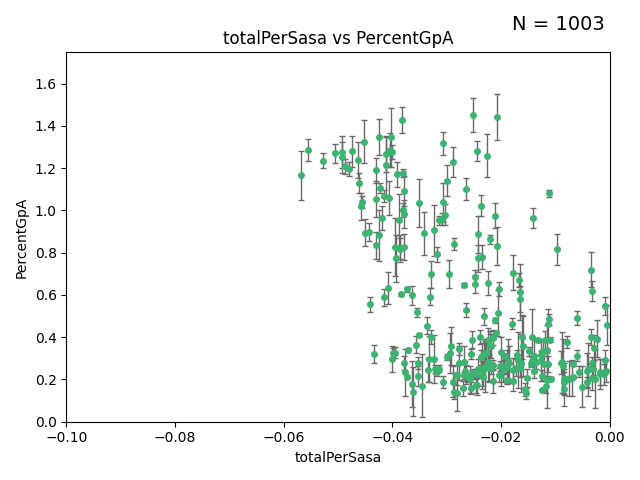 N = 1003
totalPerSasa vs PercentGpA
PercentGpA
1.6
1.4
1.2
1.0
0.8
0.6
0.4
0.2
0.0
−0.10 −0.08 −0.06 −0.04 −0.02 0.00
totalPerSasa